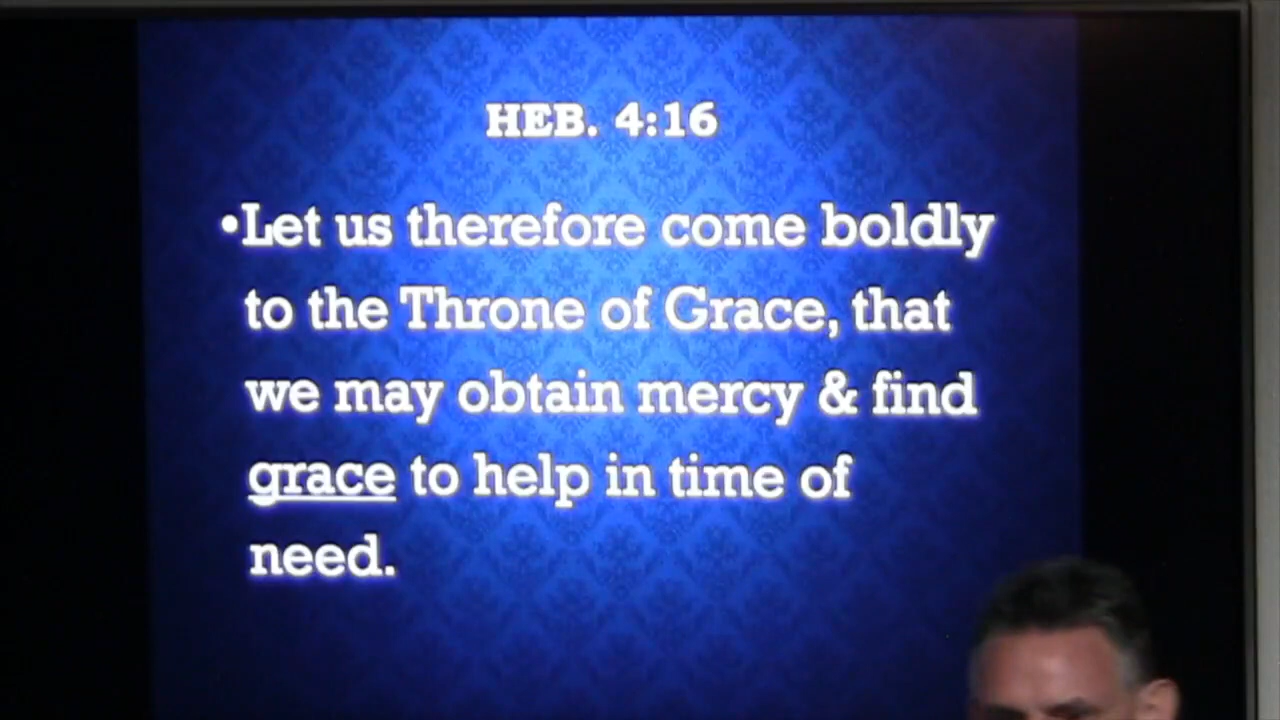 HEB. 4:16
•Let us therefore come boldly
to the Throne of Grace, that
we may obtain mercy & find
grace to help in time of
need.